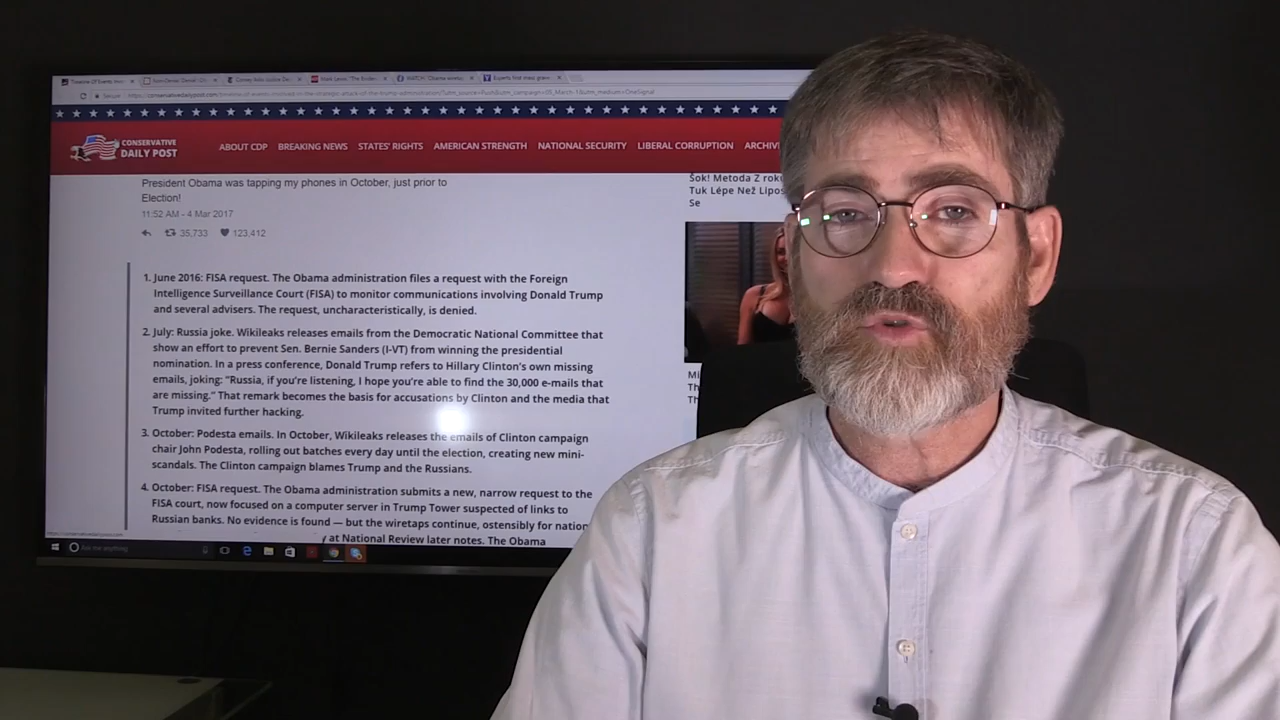 Timeline Of Events
Secure
CONSERVATIVE
DAILY POST
ABOUT CDP BREAKING NEWS STATES' RIGHTS AMERICAN STRENGTH NATIONAL SECURITY LIBERAL CORRUPTION ARCHIV
President Obama was tapping my phones in October, just prior to
Election!
11:52 AM - 4 Mar 2017
35,733 123,412
1. June 2016: FISA request. The Obama administration files a request with the Foreign
Intelligence Surveillance Court (FISA) to monitor communications involving Donald Trump
and several advisers. The request, uncharacteristically, is denied.
2. July: Russia joke. Wikileaks releases emails from the Democratic National Committee that
show an effort to prevent Sen. Bernie Sanders (I-VT) from winning the presidential
nomination. In a press conference, Donald Trump refers to Hillary Clinton's own missing
emails, joking: "Russia, if you're listening, I hope you're able to find the 30,000 e-mails that
are missing." That remark becomes the basis for accusations by Clinton and the media that
Trump invited further hacking.
3. October: Podesta emails. In October, Wikileaks releases the emails of Clinton campaign
chair John Podesta, rolling out batches every day until the election, creating new mini-
scandals. The Clinton campaign blames Trump and the Russians.
4. October: FISA request. The Obama administration submits a new, narrow request to the
FISA court, now focused on a computer server in Trump Tower suspected of links to
Russian banks. No evidence is found — but the wiretaps continue, ostensibly for nation
y at National Review later notes. The Obama
Šok! Metoda Z roku
Tuk Lépe Než Lipos
Se
Mi
Th
Th
Ask me anything